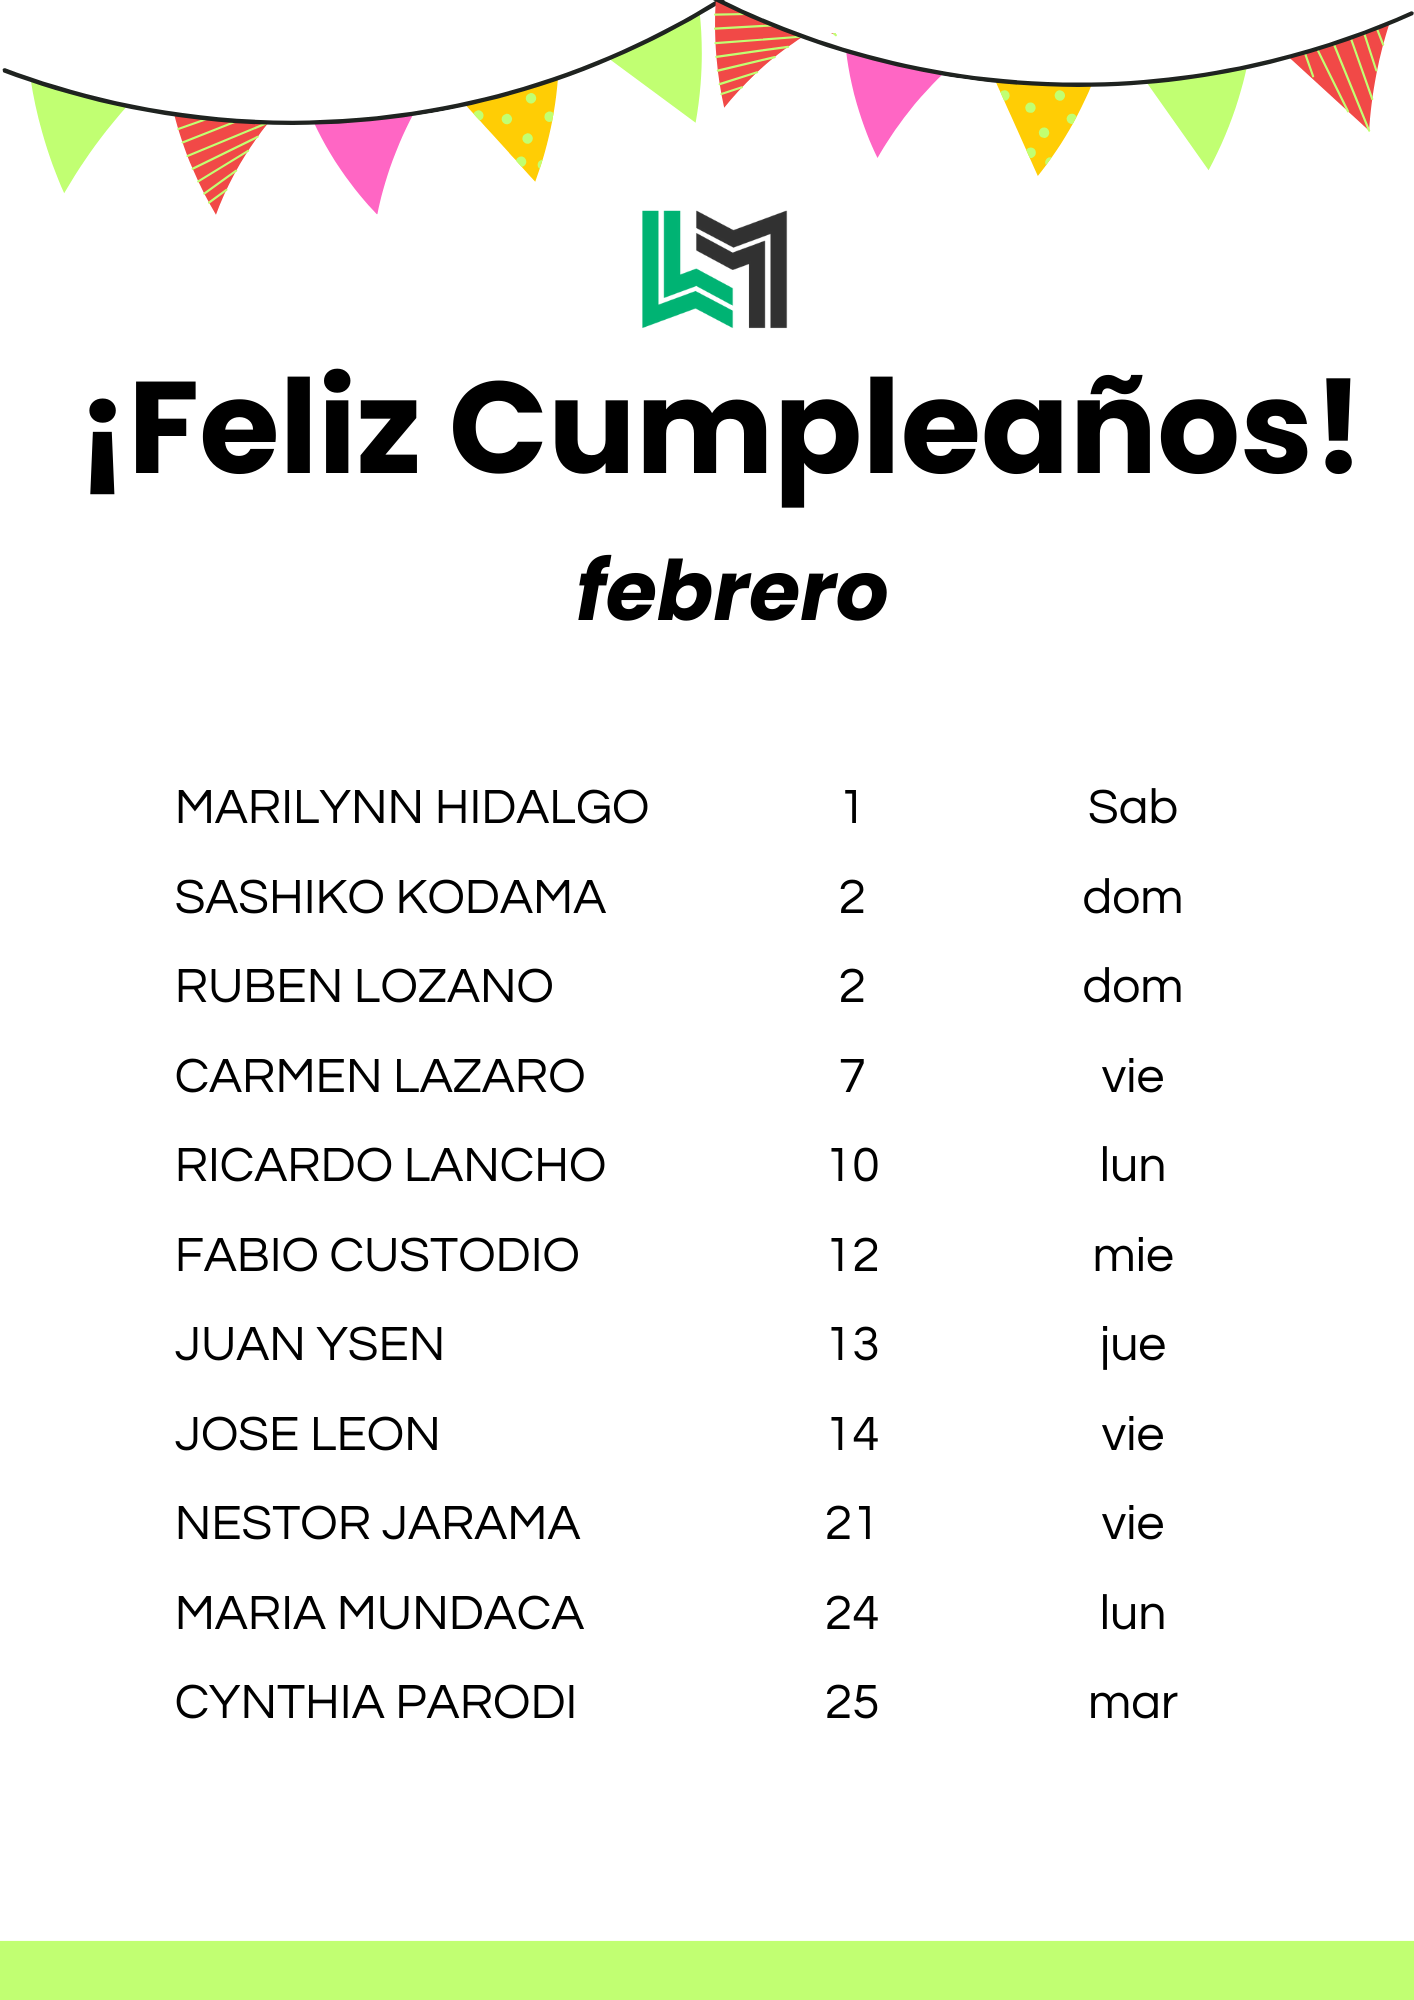 ¡Feliz Cumpleaños!
febrero
MARILYNN HIDALGO 1 Sab
SASHIKO KODAMA 2 dom
RUBEN LOZANO 2 dom
CARMEN LAZARO 7 vie
RICARDO LANCHO 10 lun
FABIO CUSTODIO 12 mie
JUAN YSEN 13 jue
JOSE LEON 14 vie
NESTOR JARAMA 21 vie
MARIA MUNDACA 24 lun
CYNTHIA PARODI 25 mar